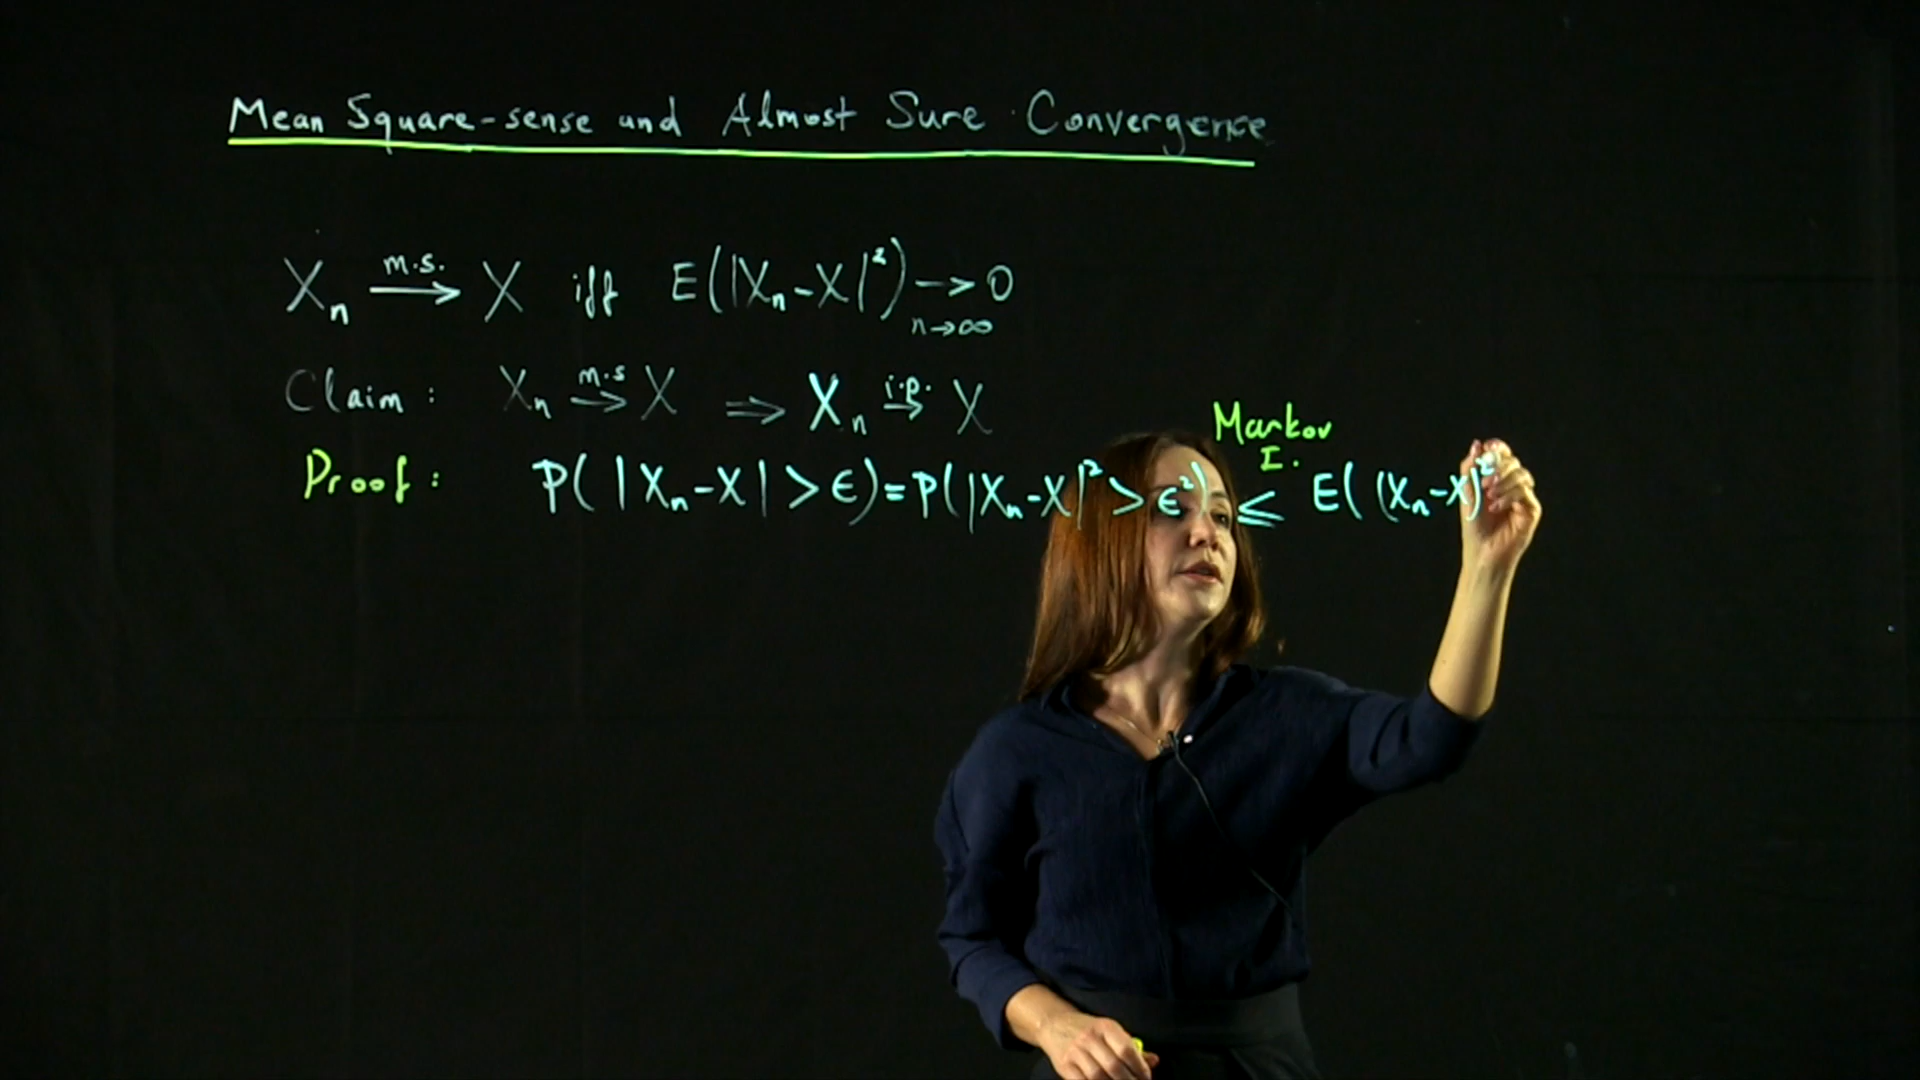 Mean Square-sense and Almost Sure Convergence
Xₙ →^{m.s.} X iff E(|Xₙ-X|²) → 0
n→∞
Claim : Xₙ →^{m.s} X ⇒ Xₙ →^{i.p.} X
Markov
I.
Proof : P( |Xₙ-X| > ϵ) = P(|Xₙ-X|² > ϵ²) ≤ E( (Xₙ-X)²